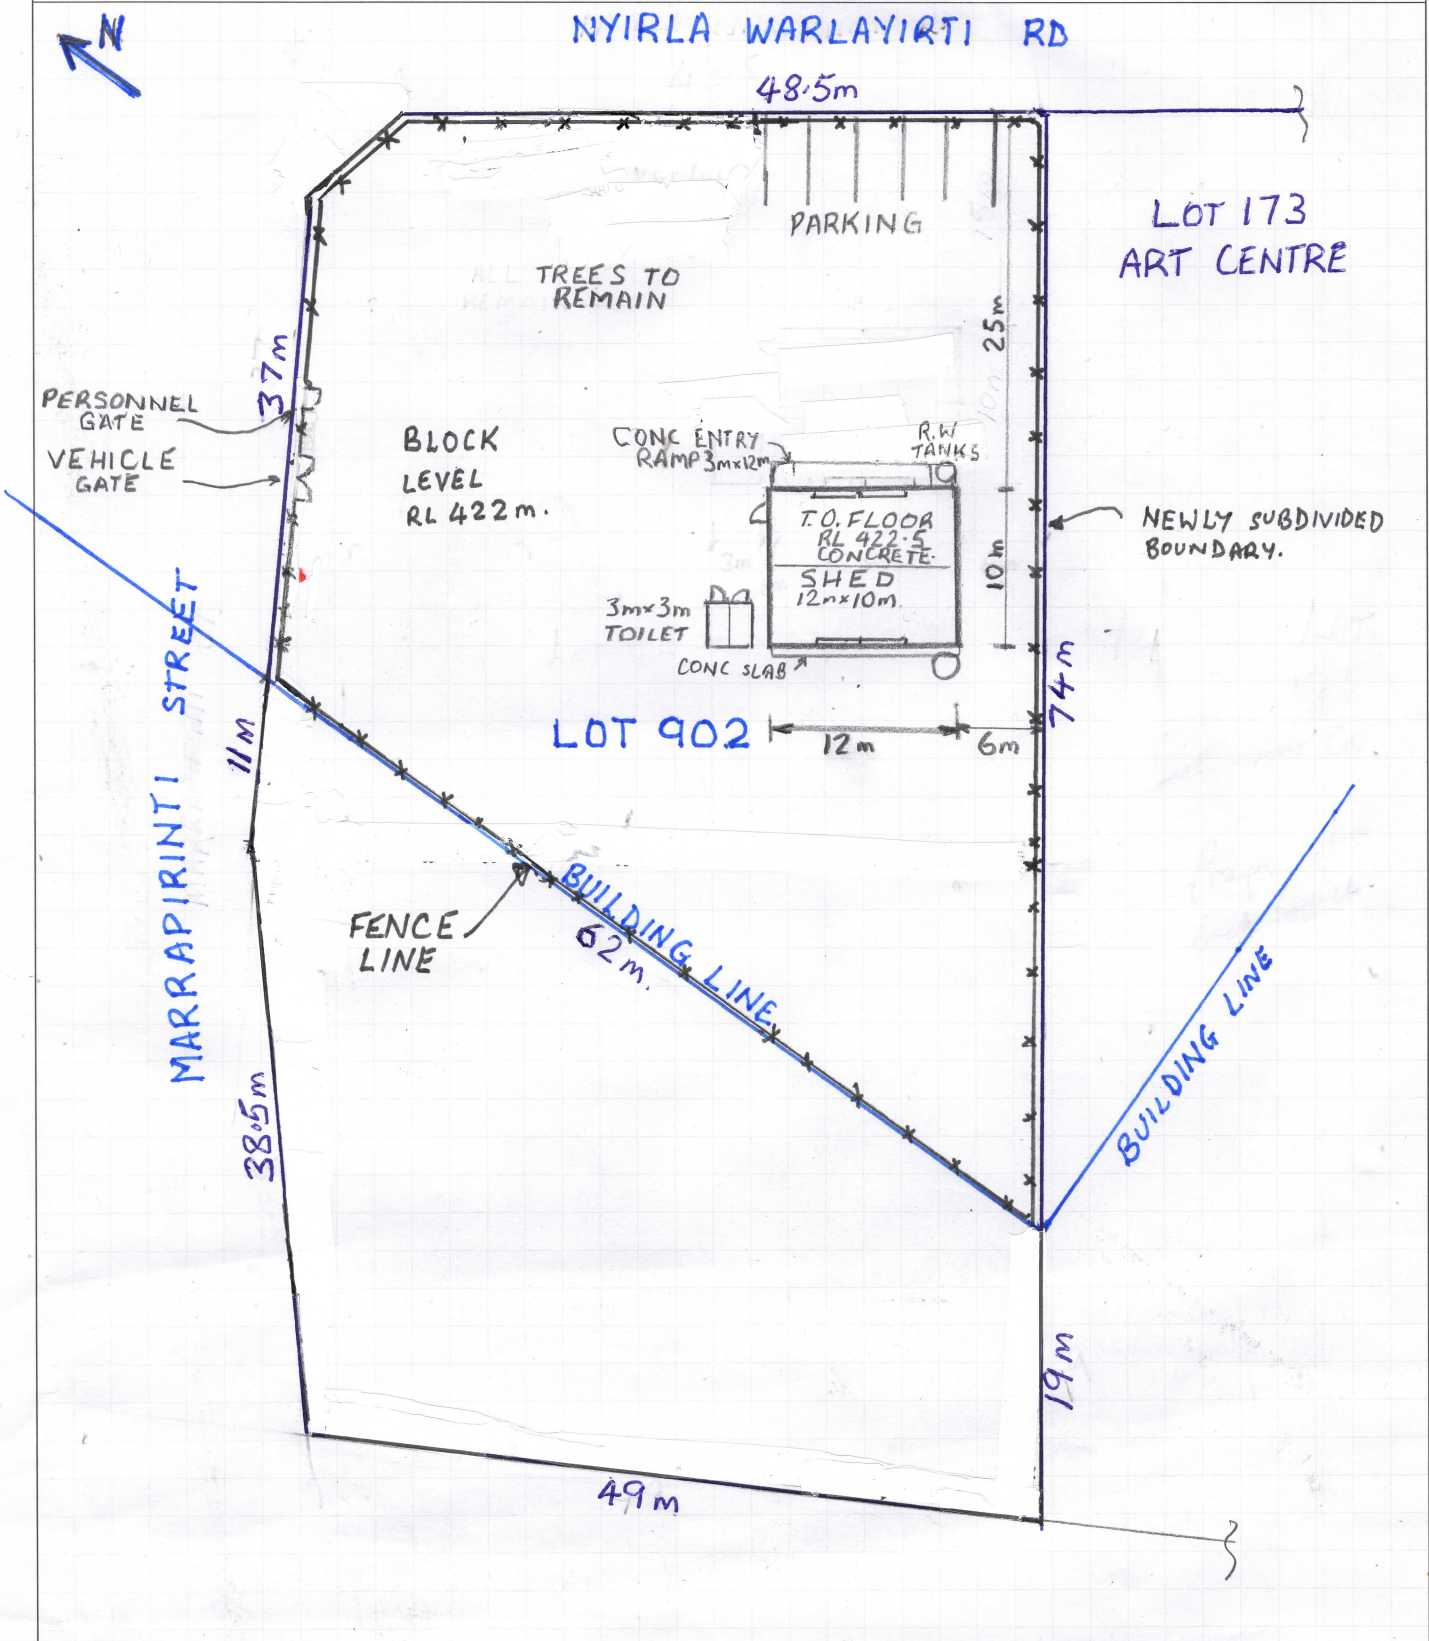 N
NYIRLA WARLAYIRTI RD
48.5m
PARKING
LOT 173
ART CENTRE
TREES TO
REMAIN
25m
37m
PERSONNEL
GATE
VEHICLE
GATE
BLOCK
LEVEL
RL 422m.
CONC ENTRY
RAMP 3m×12m
R.W
TANKS
T.O. FLOOR
RL 422.5
CONCRETE.
SHED
12m×10m.
10m
NEWLY SUBDIVIDED
BOUNDARY.
3m×3m
TOILET
CONC SLAB
74m
LOT 902
12m
6m
MARRAPIRINTI STREET
11m
FENCE
LINE
BUILDING LINE
62m.
BUILDING LINE
38.5m
19m
49m